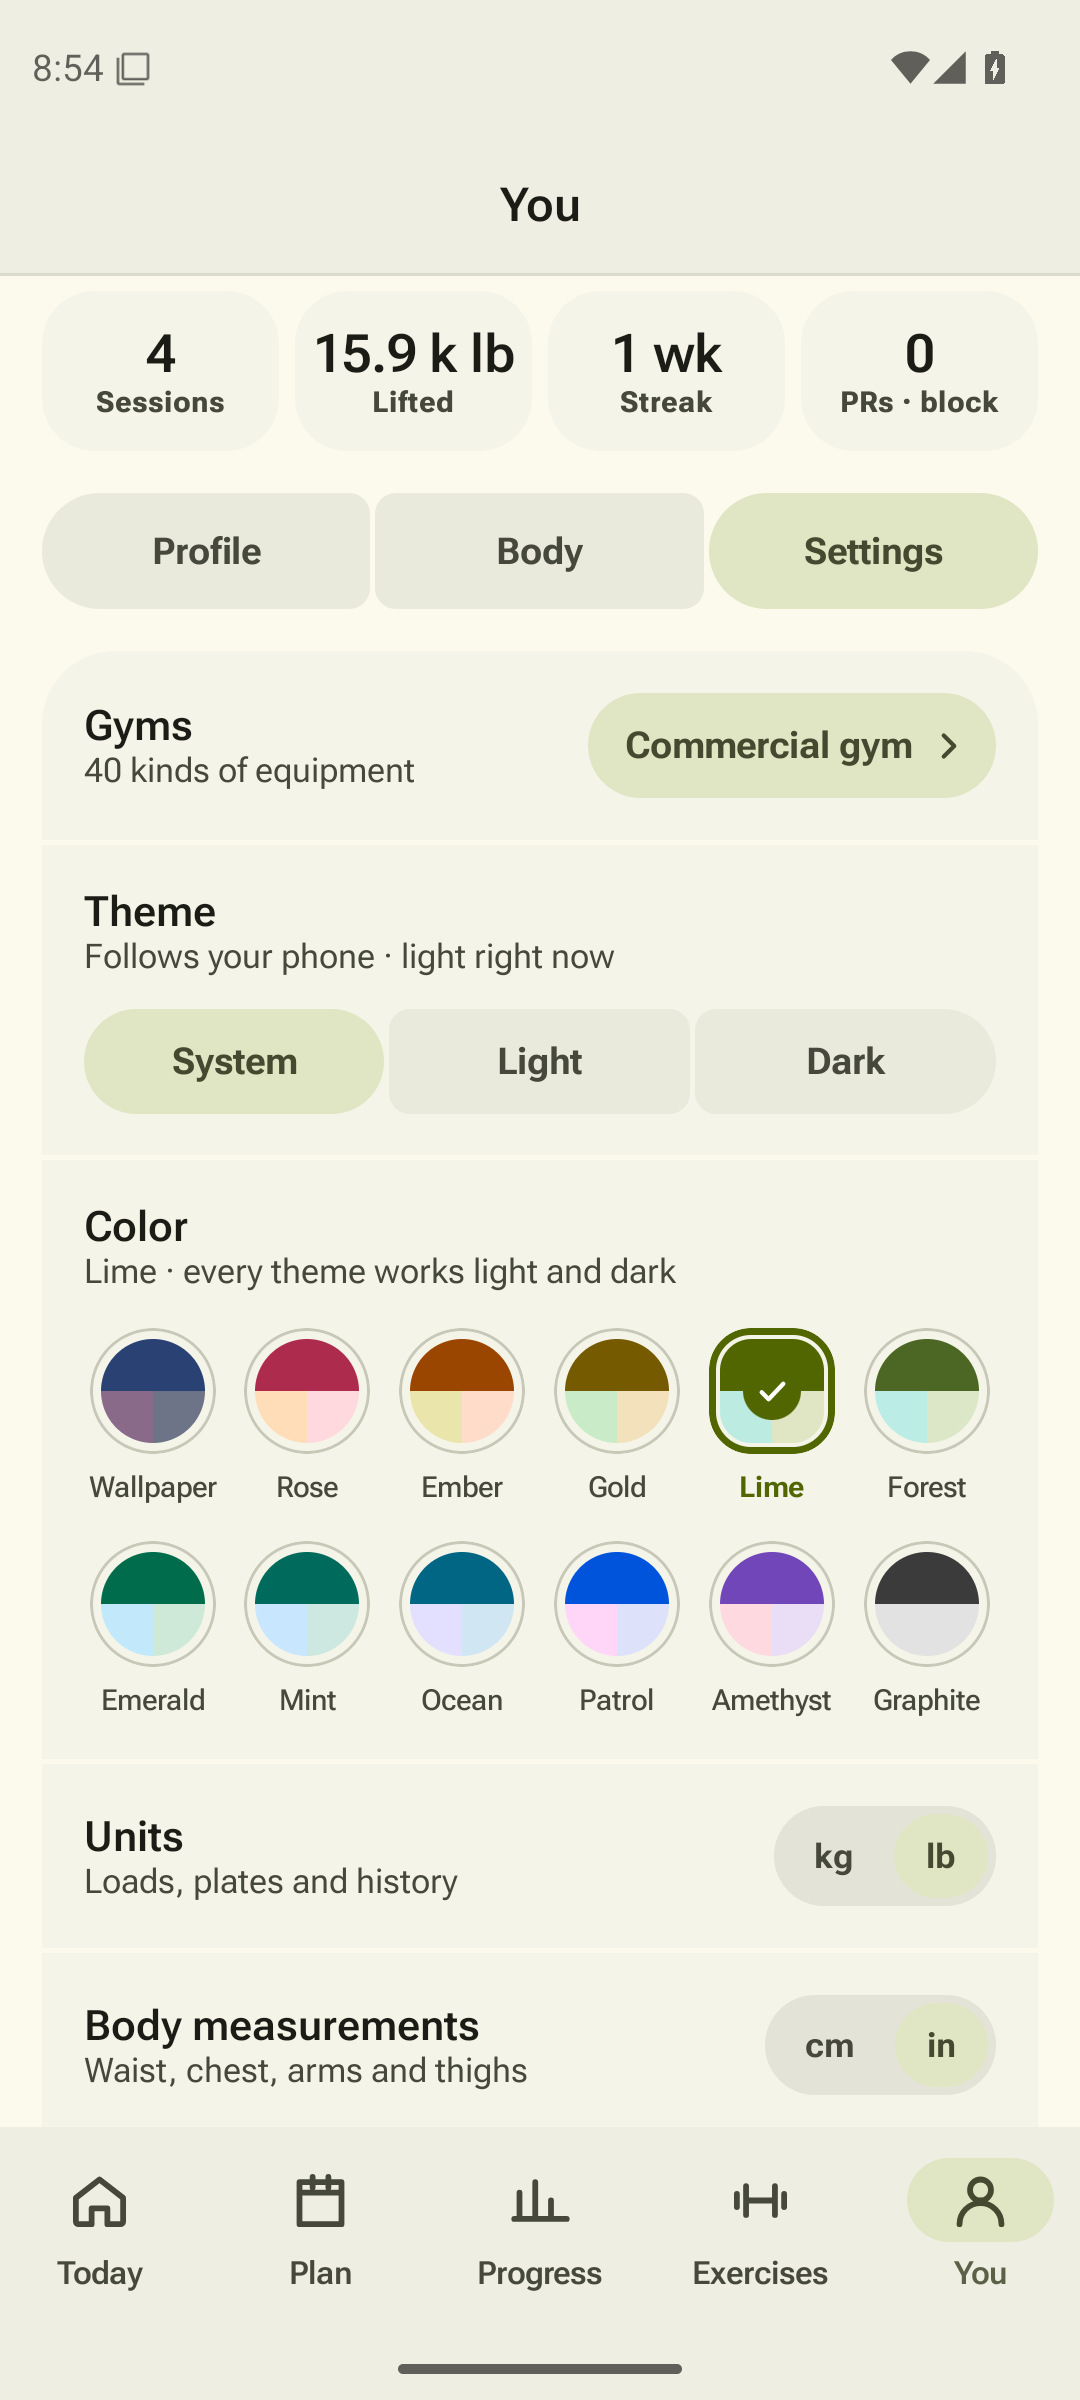 8:54
You
4
Sessions
15.9 k lb
Lifted
1 wk
Streak
0
PRs · block
Profile
Body
Settings
Gyms
40 kinds of equipment
Commercial gym
Theme
Follows your phone · light right now
System
Light
Dark
Color
Lime · every theme works light and dark
Wallpaper
Rose
Ember
Gold
Lime
Forest
Emerald
Mint
Ocean
Patrol
Amethyst
Graphite
Units
Loads, plates and history
kg
lb
Body measurements
Waist, chest, arms and thighs
cm
in
Today
Plan
Progress
Exercises
You